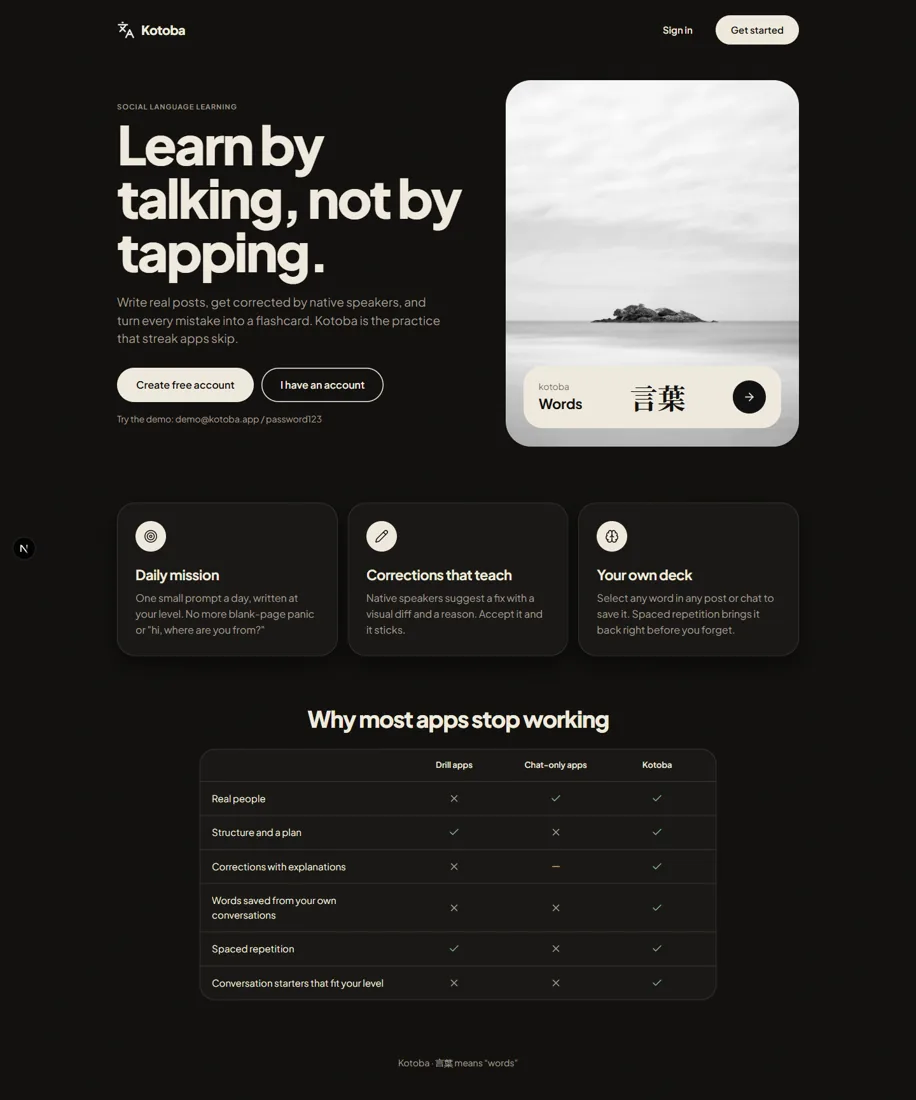 Kotoba
Sign in
Get started
SOCIAL LANGUAGE LEARNING
Learn by
talking, not by
tapping.
Write real posts, get corrected by native speakers, and
turn every mistake into a flashcard. Kotoba is the practice
that streak apps skip.
Create free account
I have an account
Try the demo: demo@kotoba.app / password123
kotoba
Words
言葉
N
Daily mission
One small prompt a day, written at
your level. No more blank-page panic
or "hi, where are you from?"
Corrections that teach
Native speakers suggest a fix with a
visual diff and a reason. Accept it and
it sticks.
Your own deck
Select any word in any post or chat to
save it. Spaced repetition brings it
back right before you forget.
Why most apps stop working
Drill apps Chat-only apps Kotoba
Real people
Structure and a plan
Corrections with explanations
Words saved from your own
conversations
Spaced repetition
Conversation starters that fit your level
Kotoba · 言葉 means "words"